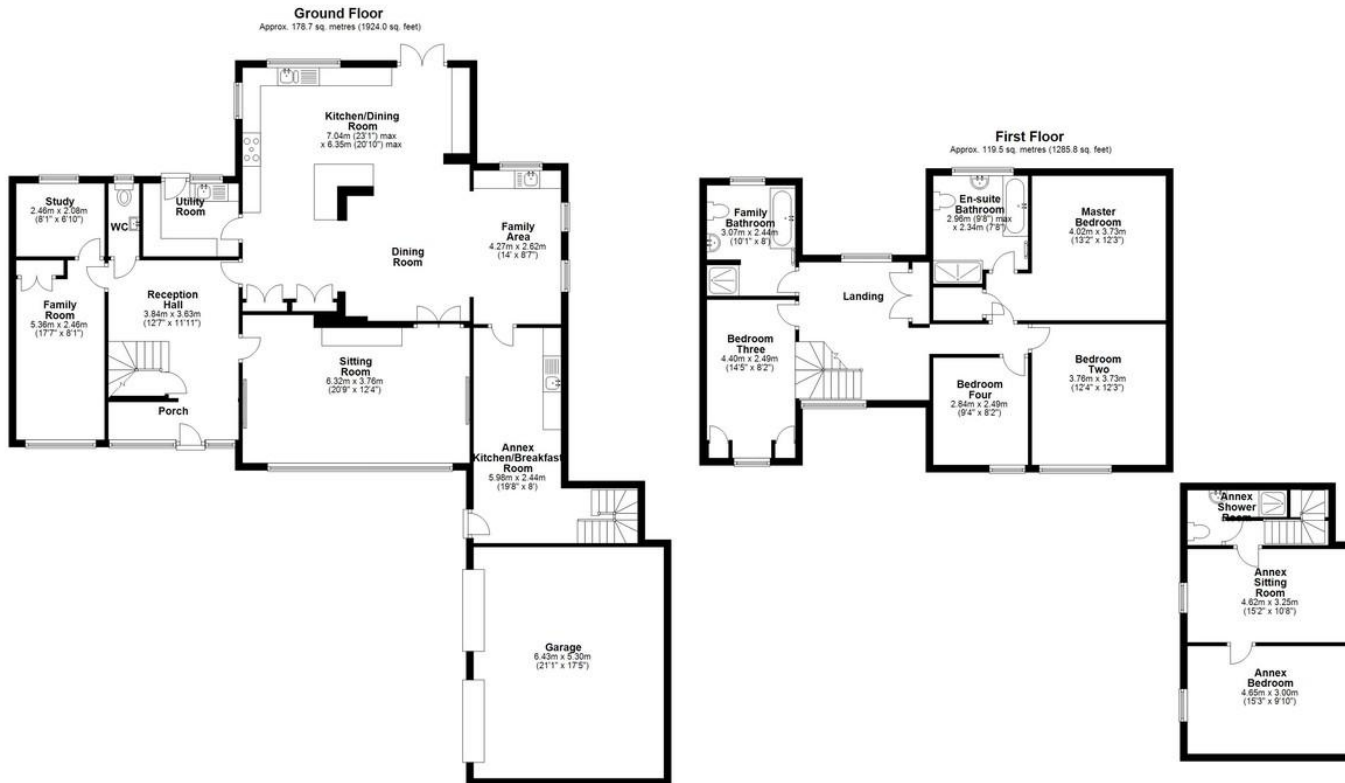 Ground Floor
Approx. 178.7 sq. metres (1924.0 sq. feet)
Kitchen/Dining
Room
7.04m (23'1") max
x 6.35m (20'10") max
Study
2.46m x 2.08m
(8'1" x 6'10")
WC
Utility
Room
Family
Area
4.27m x 2.62m
(14' x 8'7")
Dining
Room
Family
Room
5.36m x 2.46m
(17'7" x 8'1")
Reception
Hall
3.84m x 3.63m
(12'7" x 11'11")
Sitting
Room
6.32m x 3.76m
(20'9" x 12'4")
Porch
Annex
Kitchen/Breakfast
Room
5.98m x 2.44m
(19'8" x 8')
Garage
6.43m x 5.30m
(21'1" x 17'5")
First Floor
Approx. 119.5 sq. metres (1285.8 sq. feet)
Family
Bathroom
3.07m x 2.44m
(10'1" x 8')
En-suite
Bathroom
2.96m (9'8") max
x 2.34m (7'8")
Master
Bedroom
4.02m x 3.73m
(13'2" x 12'3")
Landing
Bedroom
Three
4.40m x 2.49m
(14'5" x 8'2")
Bedroom
Four
2.84m x 2.49m
(9'4" x 8'2")
Bedroom
Two
3.76m x 3.73m
(12'4" x 12'3")
Annex
Shower
Room
Annex
Sitting
Room
4.62m x 3.25m
(15'2" x 10'8")
Annex
Bedroom
4.65m x 3.00m
(15'3" x 9'10")